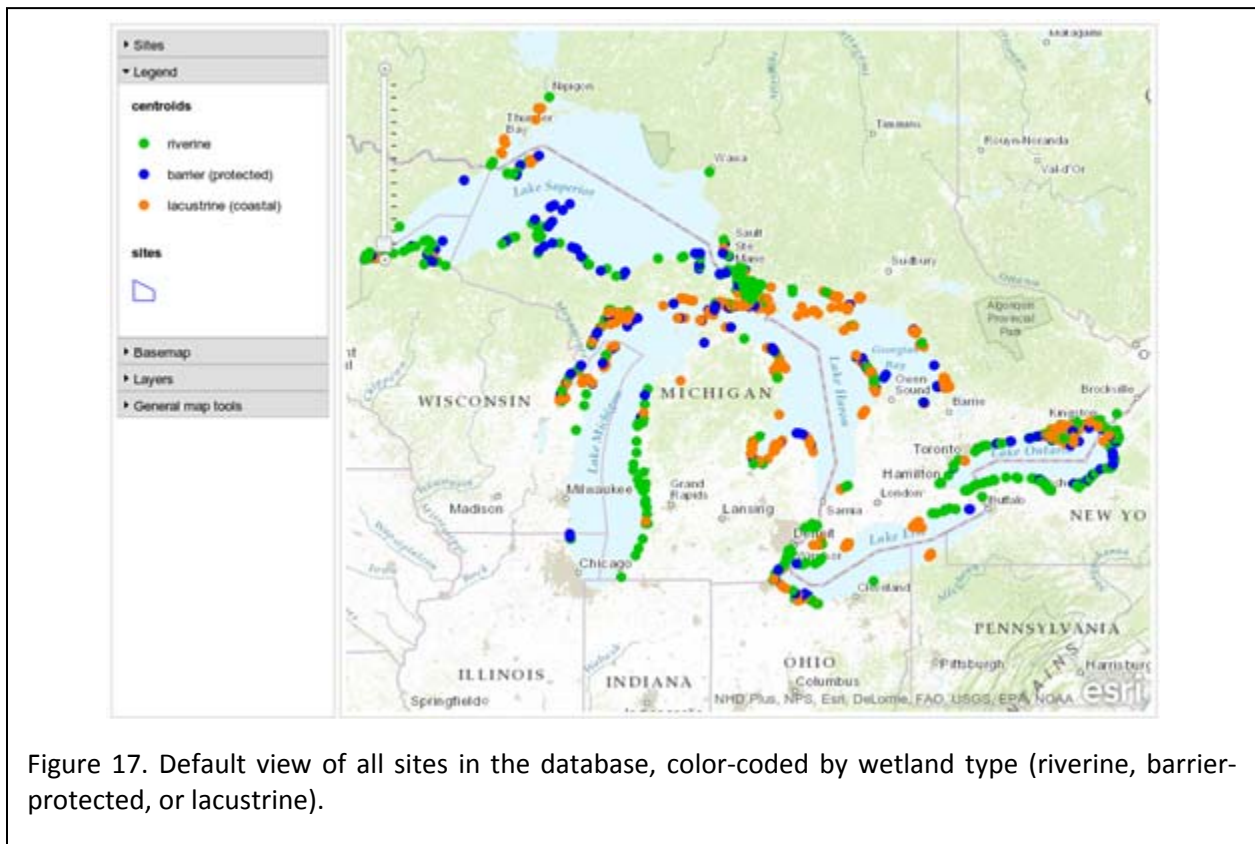 Sites
Legend
centroids
riverine
barrier (protected)
lacustrine (coastal)
sites
Basemap
Layers
General map tools
Nipigon
Thunder
Bay
Timmins
Rouyn-Noranda
Val-d'Or
Wawa
Lake Superior
Sault
Ste
Marie
Sudbury
Ottawa
Algonquin
Provincial
Park
Georgian
Bay
Owen
Sound
Barrie
Brockville
Kingston
WISCONSIN
MICHIGAN
Lake Michigan
Lake Huron
Toronto
Lake Ontario
Hamilton
Milwaukee
Grand
Rapids
Madison
Lansing
Sarnia
London
Buffalo
NEW YO
Detroit
Windsor
Lake E
Chicago
Cleveland
Rock
Wabash
PENNSYLVANIA
ILLINOIS
INDIANA
OHIO
Pittsburgh
Harrisburg
Columbus
Springfield
NHD Plus, NPS, Esri, DeLorme, FAO, USGS, EPA, NOAA
esri
Figure 17. Default view of all sites in the database, color-coded by wetland type (riverine, barrier-
protected, or lacustrine).